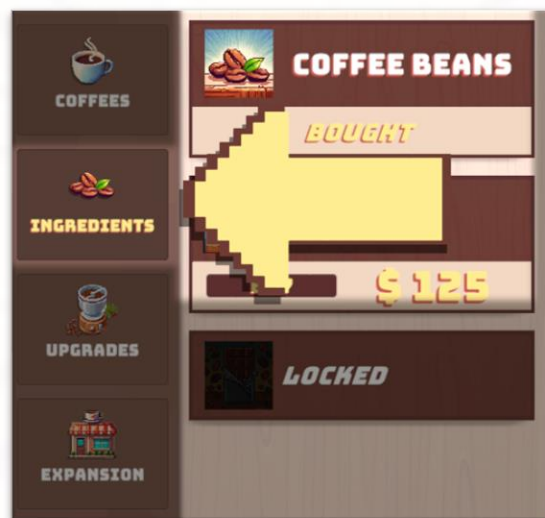 COFFEES
INGREDIENTS
UPGRADES
EXPANSION
COFFEE BEANS
BOUGHT
$ 125
LOCKED